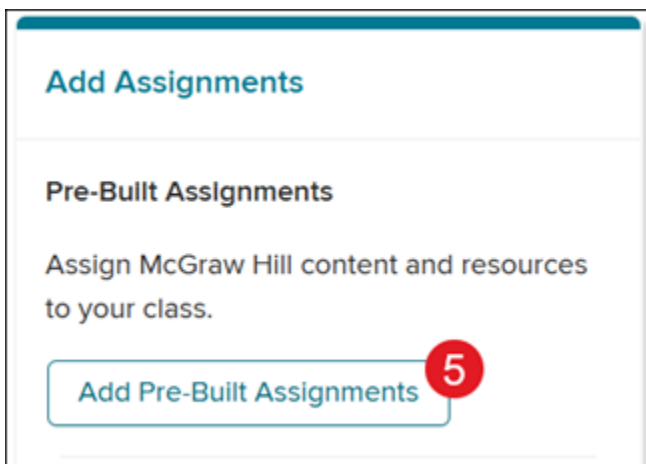 Add Assignments
Pre-Built Assignments
Assign McGraw Hill content and resources
to your class.
Add Pre-Built Assignments
5